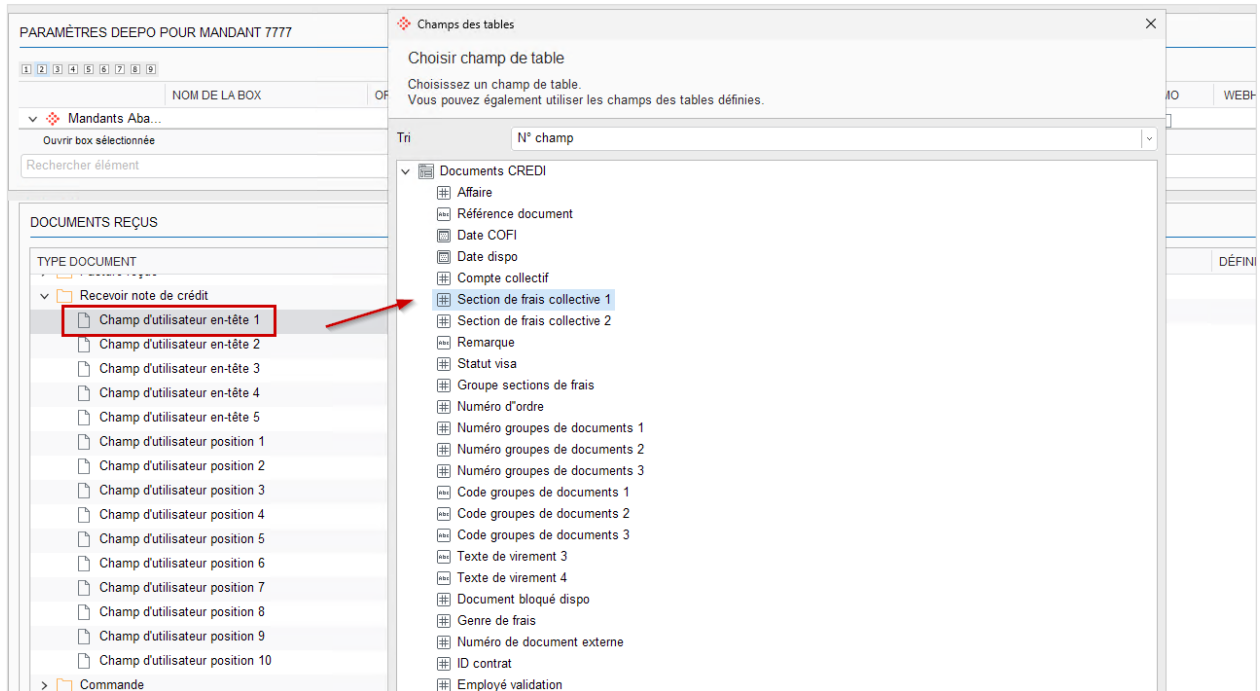 PARAMÈTRES DEEPO POUR MANDANT 7777
1 2 3 4 5 6 7 8 9
NOM DE LA BOX
Mandants Aba...
Ouvrir box sélectionnée
Rechercher élément
DOCUMENTS REÇUS
TYPE DOCUMENT
Recevoir note de crédit
Champ d'utilisateur en-tête 1
Champ d'utilisateur en-tête 2
Champ d'utilisateur en-tête 3
Champ d'utilisateur en-tête 4
Champ d'utilisateur en-tête 5
Champ d'utilisateur position 1
Champ d'utilisateur position 2
Champ d'utilisateur position 3
Champ d'utilisateur position 4
Champ d'utilisateur position 5
Champ d'utilisateur position 6
Champ d'utilisateur position 7
Champ d'utilisateur position 8
Champ d'utilisateur position 9
Champ d'utilisateur position 10
Commande
Champs des tables
Choisir champ de table
Choisissez un champ de table.
Vous pouvez également utiliser les champs des tables définies.
Tri
N° champ
Documents CREDI
Affaire
Référence document
Date COFI
Date dispo
Compte collectif
Section de frais collective 1
Section de frais collective 2
Remarque
Statut visa
Groupe sections de frais
Numéro d"ordre
Numéro groupes de documents 1
Numéro groupes de documents 2
Numéro groupes de documents 3
Code groupes de documents 1
Code groupes de documents 2
Code groupes de documents 3
Texte de virement 3
Texte de virement 4
Document bloqué dispo
Genre de frais
Numéro de document externe
ID contrat
Employé validation
MO
WEBH
DÉFINI